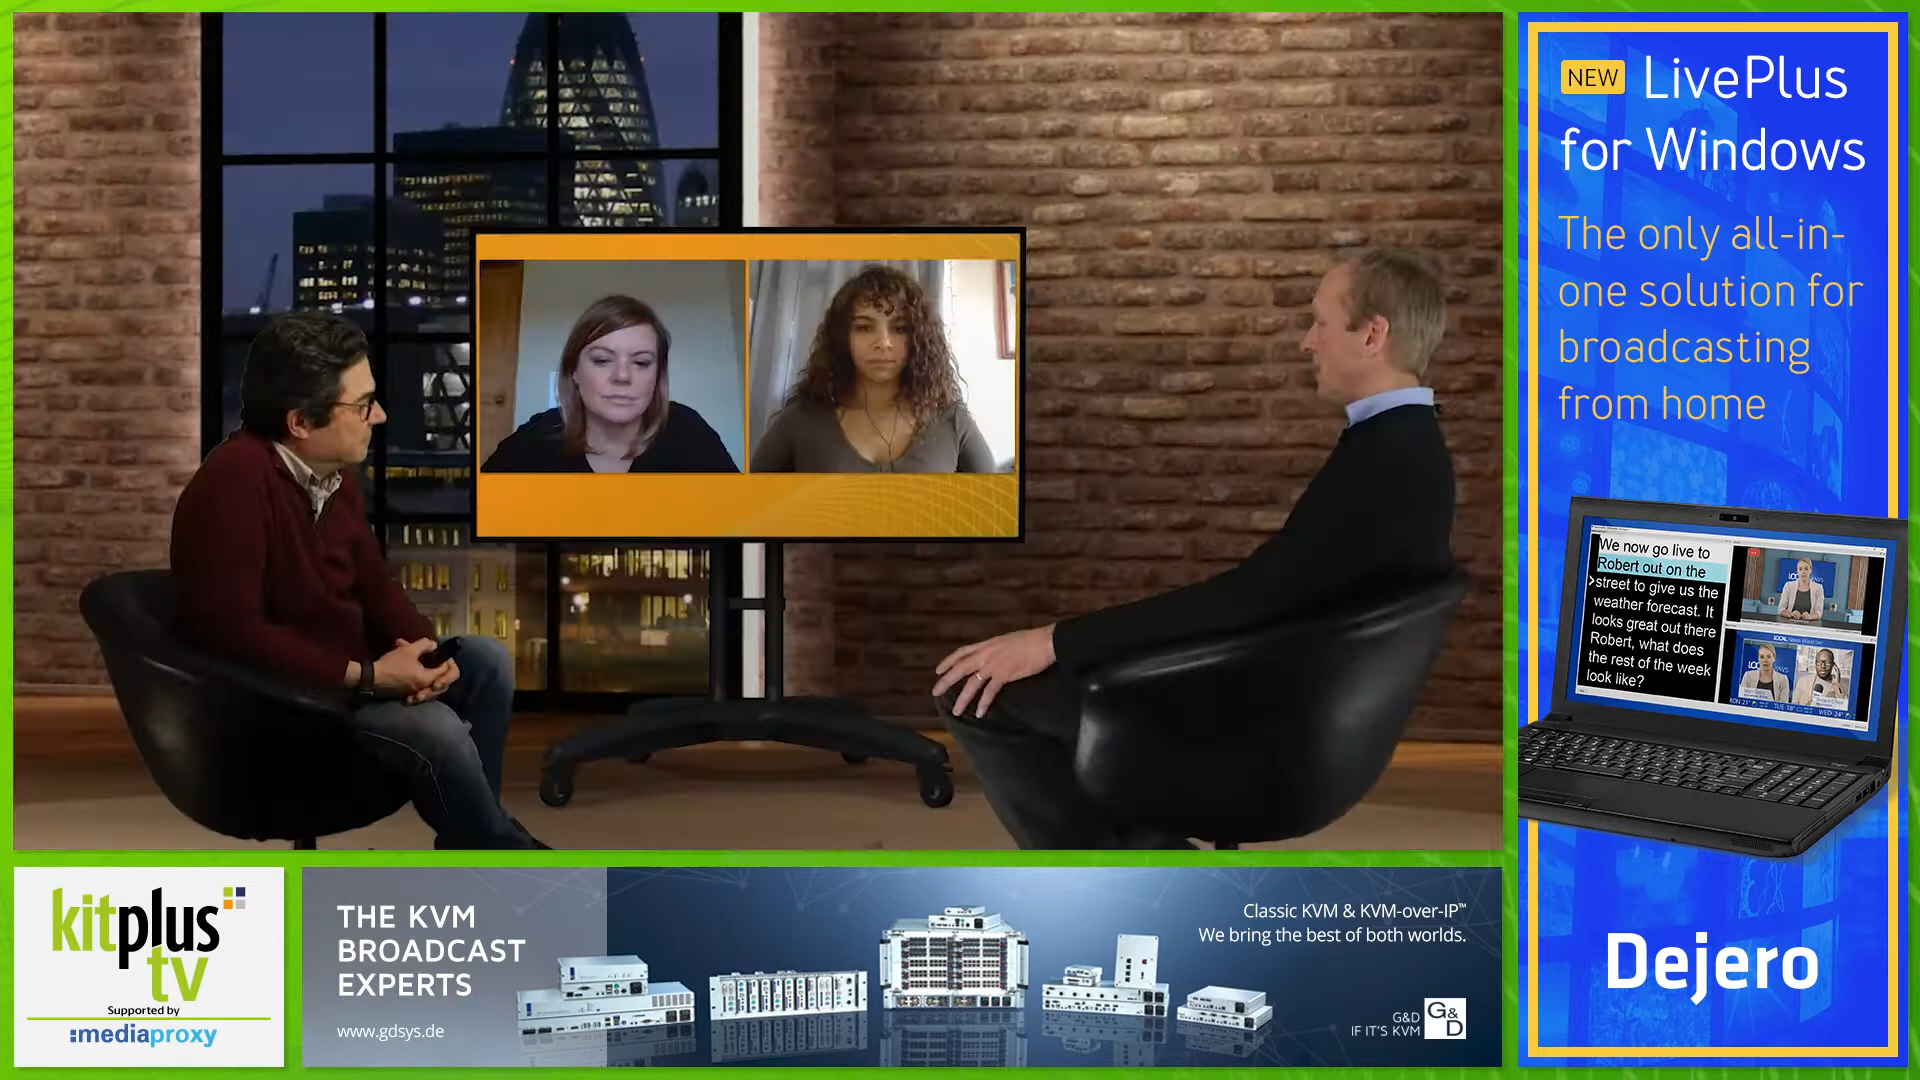 NEW LivePlus
for Windows
The only all-in-
one solution for
broadcasting
from home
We now go live to
Robert out on the
street to give us the
weather forecast. It
looks great out there
Robert, what does
the rest of the week
look like?
LOCAL News Weather
Dejero
kitplus
tv
Supported by
:mediaproxy
THE KVM
BROADCAST
EXPERTS
www.gdsys.de
Classic KVM & KVM-over-IP™
We bring the best of both worlds.
G&D
IF IT'S KVM
G&
D